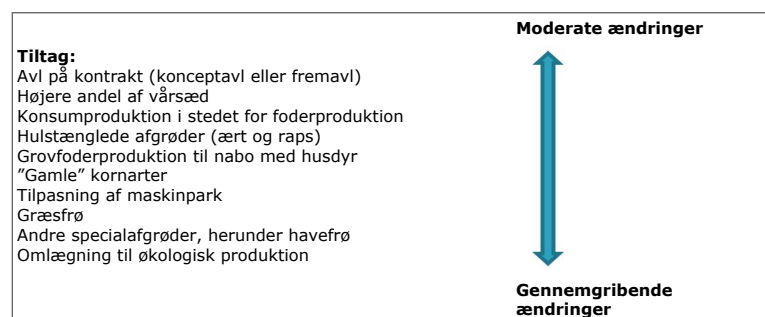 Moderate ændringer
Tiltag:
Avl på kontrakt (konceptavl eller fremavl)
Højere andel af vårsæd
Konsumproduktion i stedet for foderproduktion
Hulstænglede afgrøder (ært og raps)
Grovfoderproduktion til nabo med husdyr
”Gamle” kornarter
Tilpasning af maskinpark
Græsfrø
Andre specialafgrøder, herunder havefrø
Omlægning til økologisk produktion
Gennemgribende
ændringer